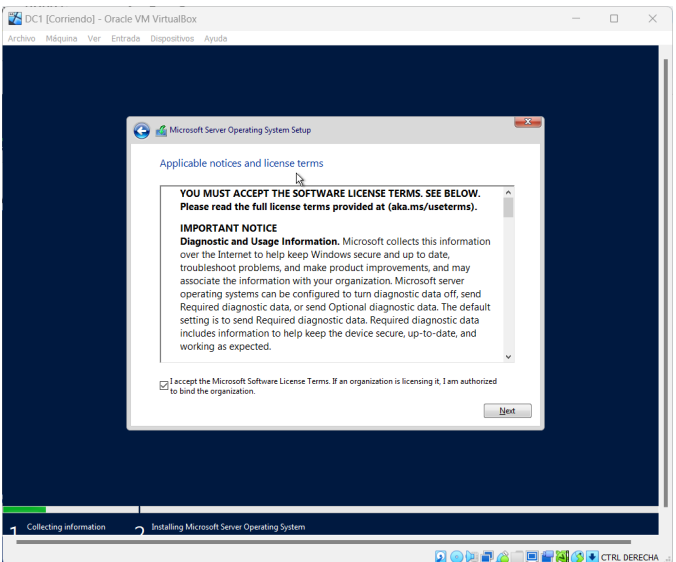 DC1 [Corriendo] - Oracle VM VirtualBox
Archivo Máquina Ver Entrada Dispositivos Ayuda
Microsoft Server Operating System Setup
Applicable notices and license terms
YOU MUST ACCEPT THE SOFTWARE LICENSE TERMS. SEE BELOW.
Please read the full license terms provided at (aka.ms/useterms).
IMPORTANT NOTICE
Diagnostic and Usage Information. Microsoft collects this information
over the Internet to help keep Windows secure and up to date,
troubleshoot problems, and make product improvements, and may
associate the information with your organization. Microsoft server
operating systems can be configured to turn diagnostic data off, send
Required diagnostic data, or send Optional diagnostic data. The default
setting is to send Required diagnostic data. Required diagnostic data
includes information to help keep the device secure, up-to-date, and
working as expected.
I accept the Microsoft Software License Terms. If an organization is licensing it, I am authorized
to bind the organization.
Next
1 Collecting information 2 Installing Microsoft Server Operating System
CTRL DERECHA